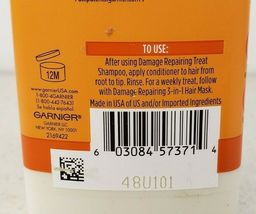 TO USE:
After using Damage Repairing Treat
Shampoo, apply conditioner to hair from
root to tip. Rinse. For a weekly treat, follow
with Damage Repairing 3-in-1 Hair Mask.
Made in USA of US and/or Imported Ingredients
12M
garnierUSA.com
1-800-4GARNIER
(1-800-442-7643)
Se habla español.
GARNIER
GARNIER LLC
NEW YORK, NY 10001
2169422
6 03084 57371 4
48U101